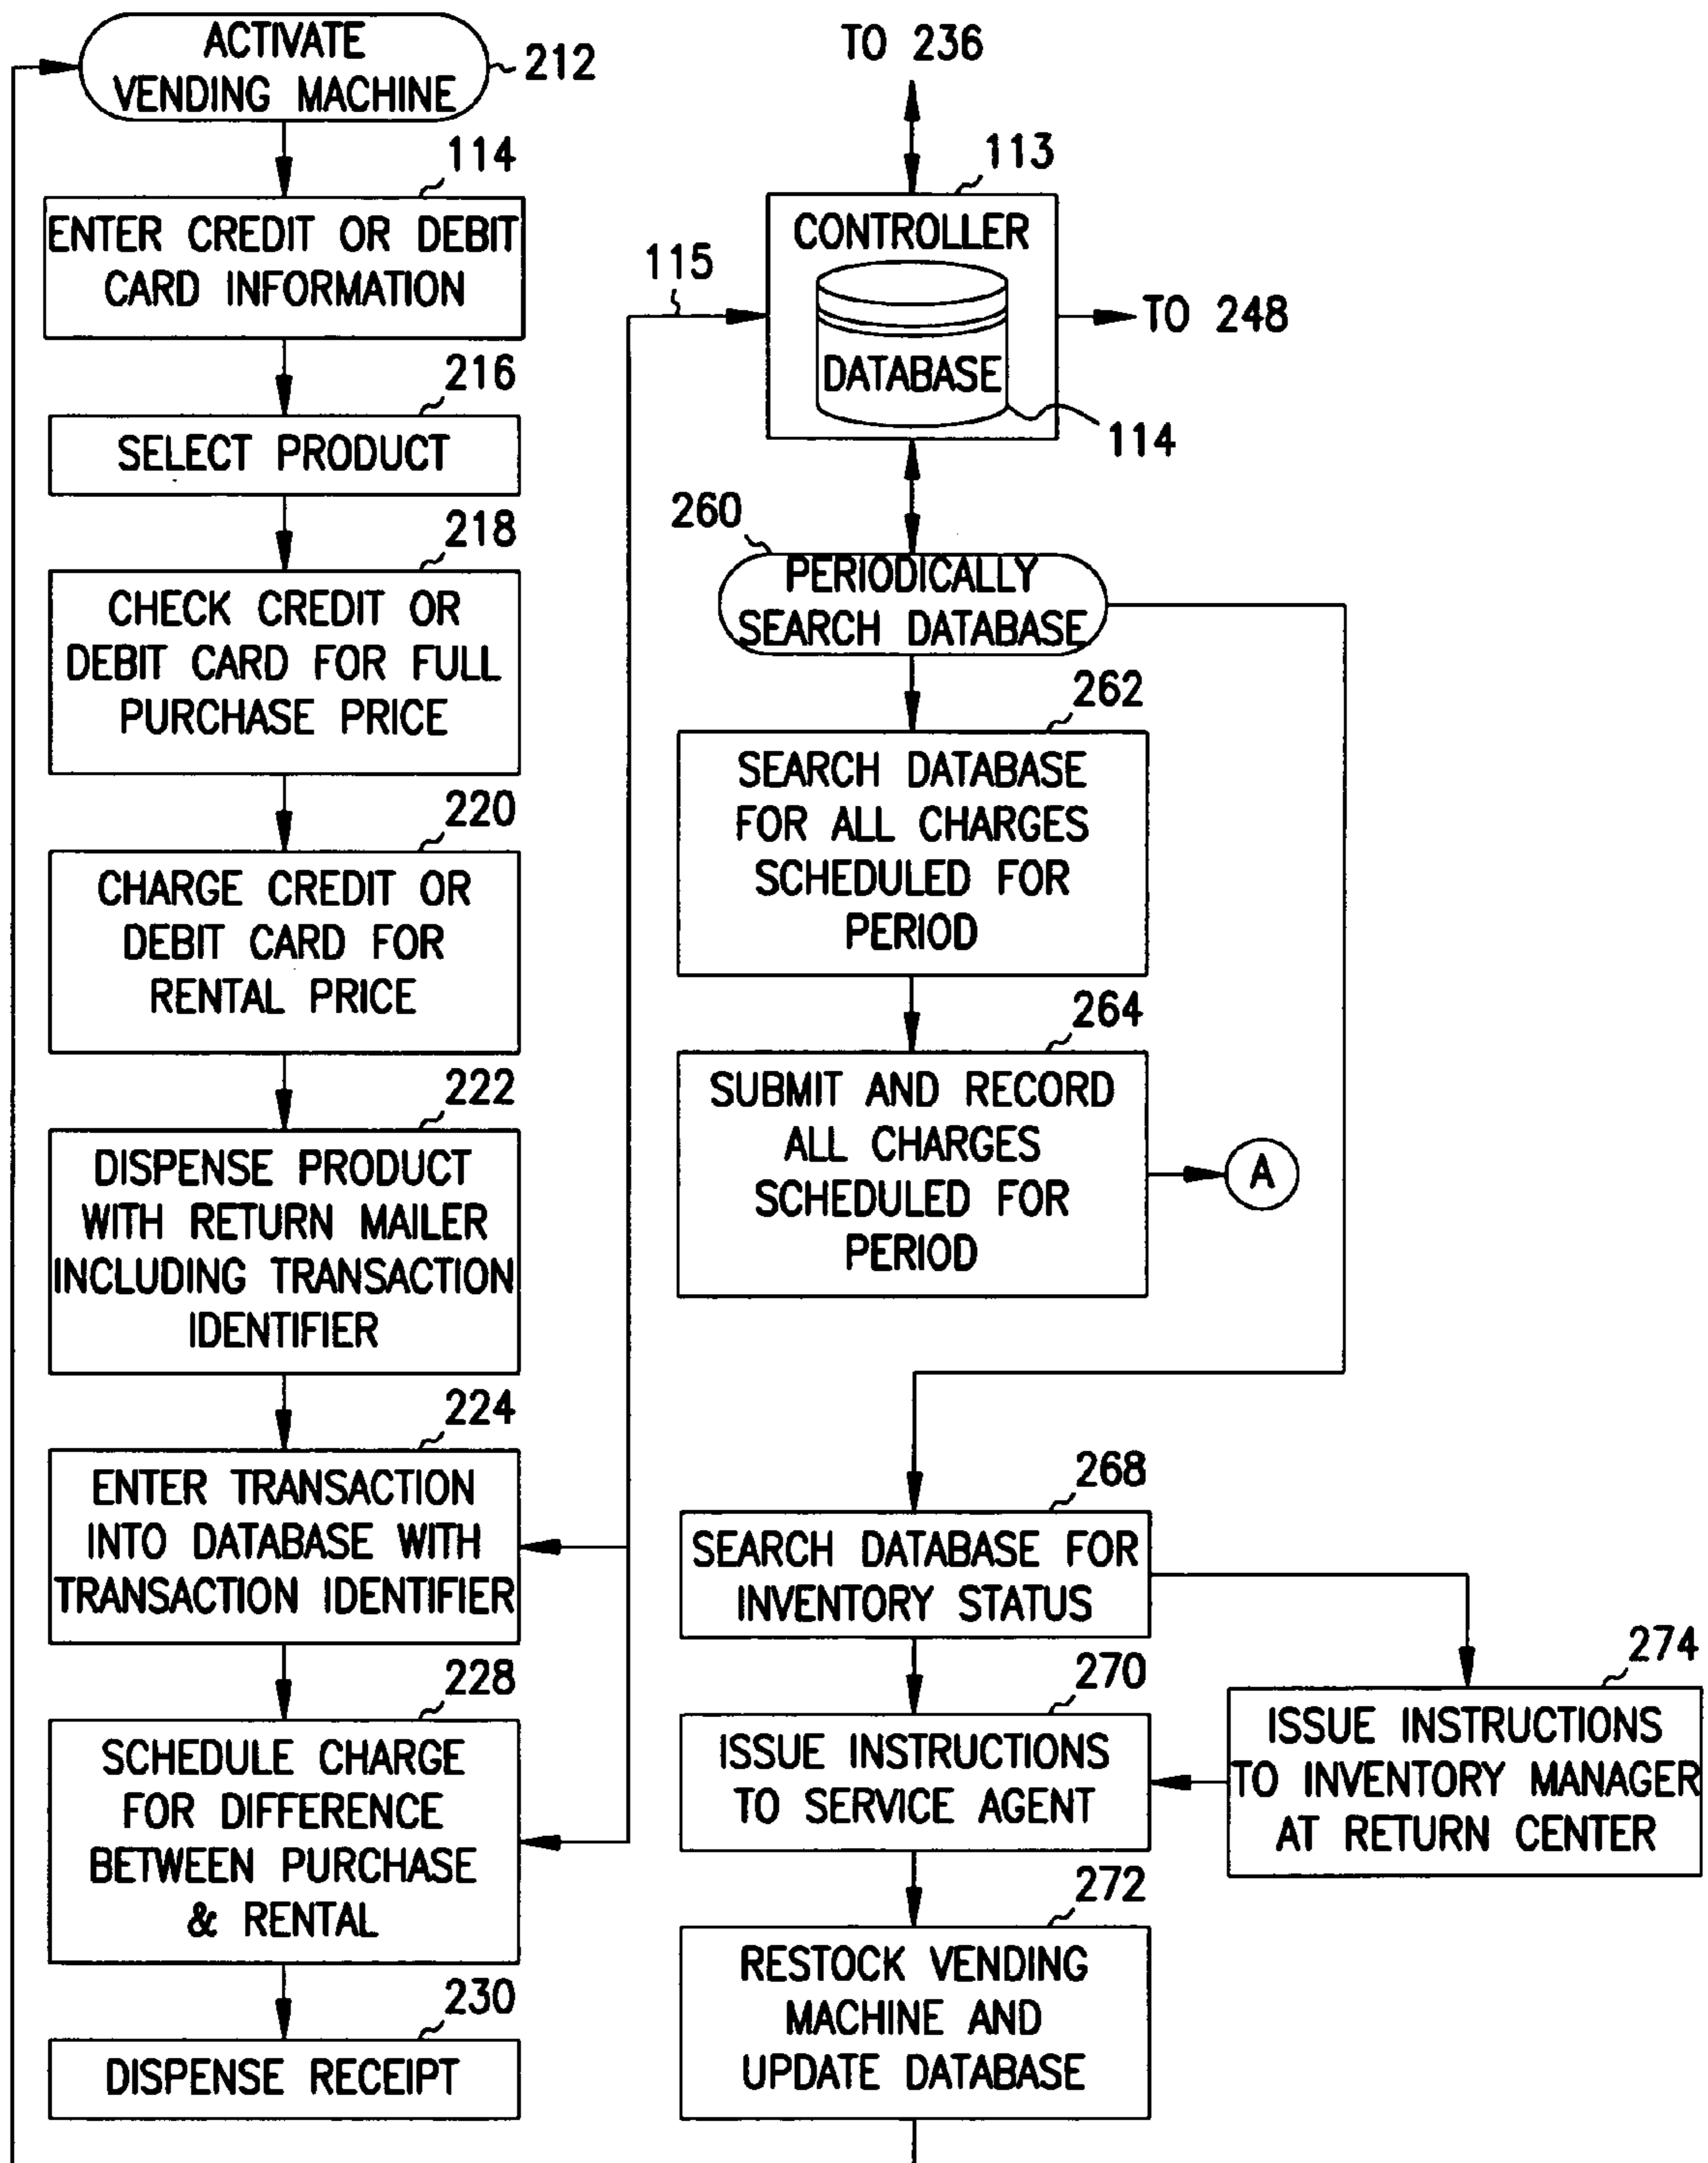 ACTIVATE
VENDING MACHINE
212
114
ENTER CREDIT OR DEBIT
CARD INFORMATION
216
SELECT PRODUCT
218
CHECK CREDIT OR
DEBIT CARD FOR FULL
PURCHASE PRICE
220
CHARGE CREDIT OR
DEBIT CARD FOR
RENTAL PRICE
222
DISPENSE PRODUCT
WITH RETURN MAILER
INCLUDING TRANSACTION
IDENTIFIER
224
ENTER TRANSACTION
INTO DATABASE WITH
TRANSACTION IDENTIFIER
228
SCHEDULE CHARGE
FOR DIFFERENCE
BETWEEN PURCHASE
& RENTAL
230
DISPENSE RECEIPT
TO 236
113
CONTROLLER
115
TO 248
DATABASE
114
260
PERIODICALLY
SEARCH DATABASE
262
SEARCH DATABASE
FOR ALL CHARGES
SCHEDULED FOR
PERIOD
264
SUBMIT AND RECORD
ALL CHARGES
SCHEDULED FOR
PERIOD
A
268
SEARCH DATABASE FOR
INVENTORY STATUS
270
ISSUE INSTRUCTIONS
TO SERVICE AGENT
274
ISSUE INSTRUCTIONS
TO INVENTORY MANAGER
AT RETURN CENTER
272
RESTOCK VENDING
MACHINE AND
UPDATE DATABASE